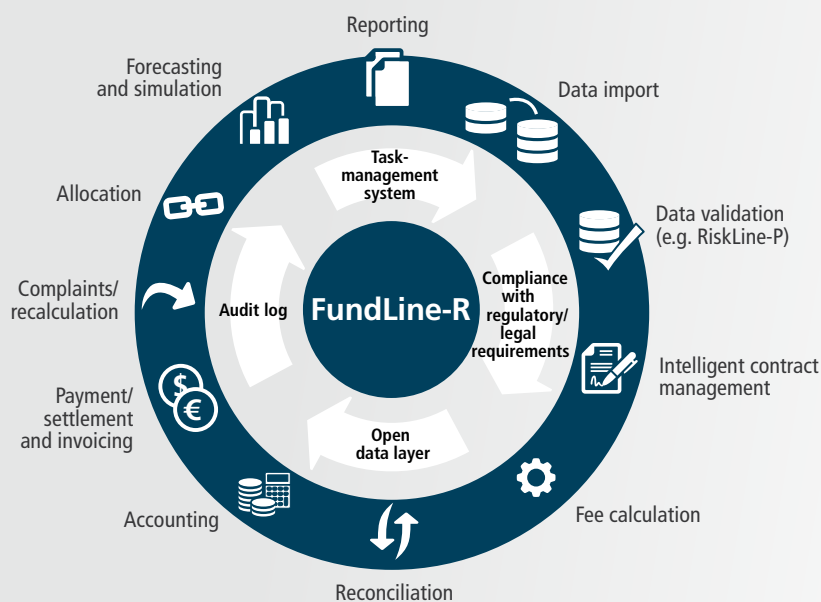 Reporting
Forecasting
and simulation
Data import
Task-
management
system
Allocation
Data validation
(e.g. RiskLine-P)
Complaints/
recalculation
Audit log
FundLine-R
Compliance
with
regulatory/
legal
requirements
Intelligent contract
management
Payment/
settlement
and invoicing
$
€
Open
data layer
Accounting
Fee calculation
Reconciliation